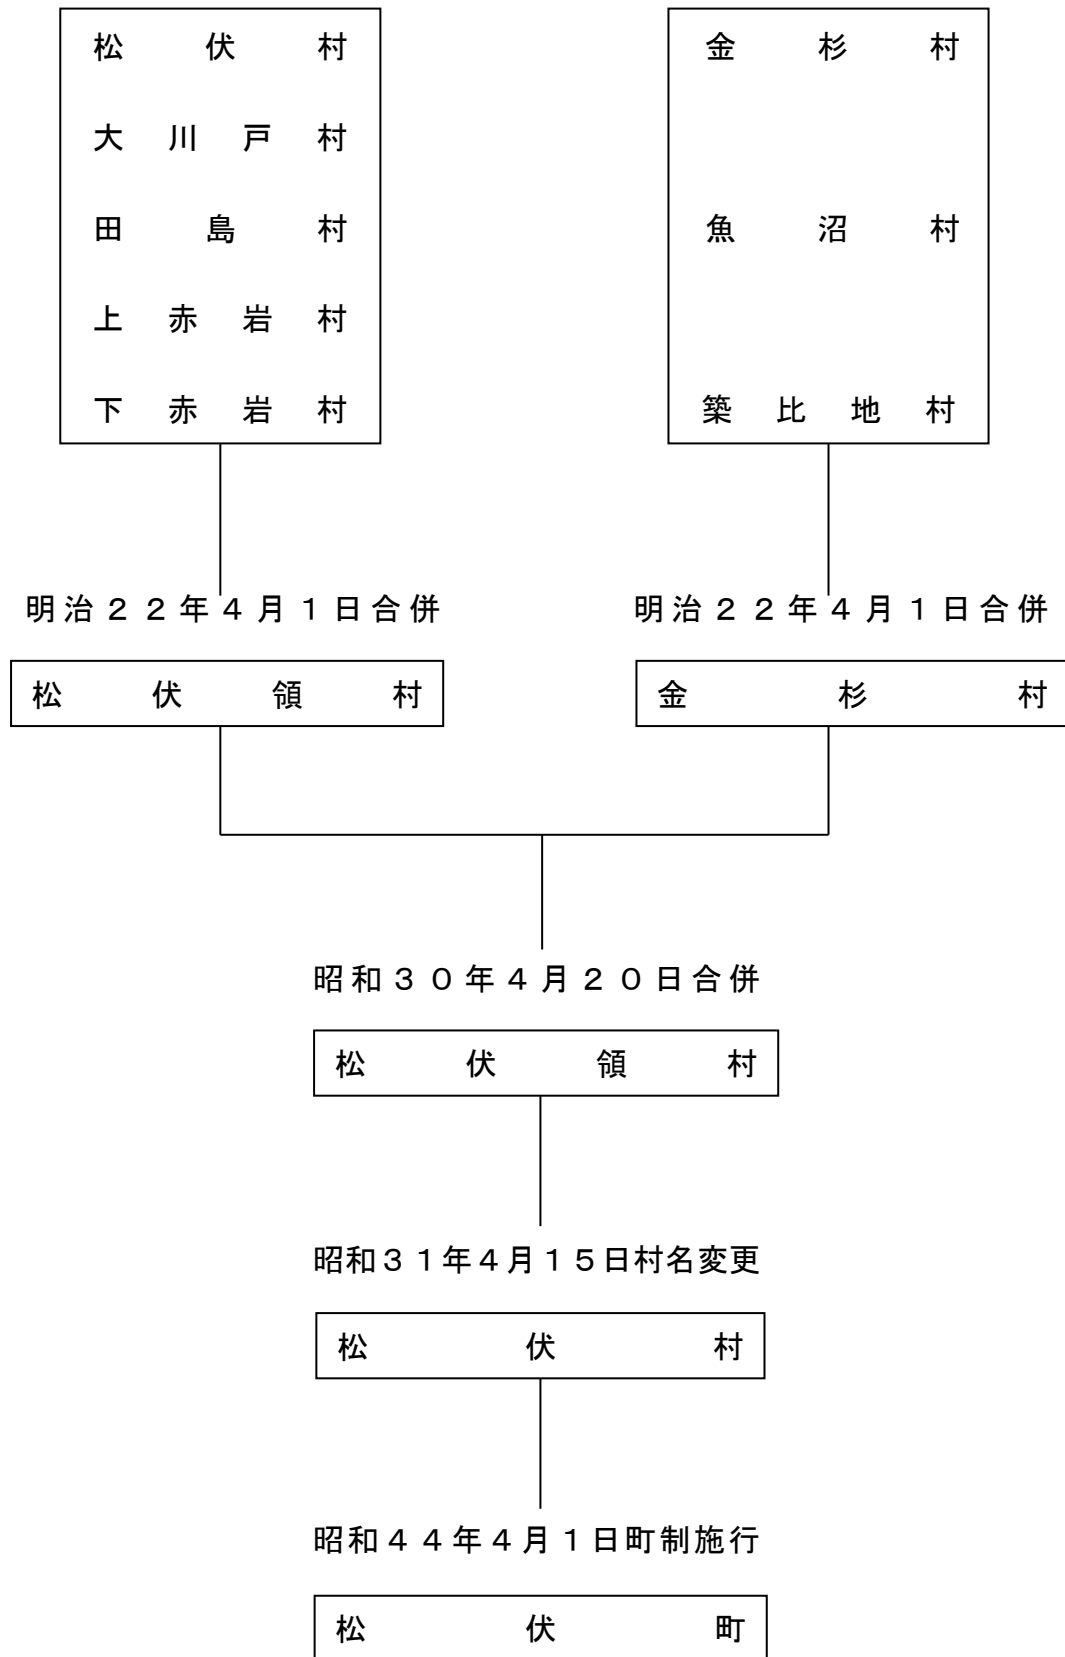 松伏村
大川戸村
田島村
上赤岩村
下赤岩村
金杉村
魚沼村
築比地村
明治２２年４月１日合併
明治２２年４月１日合併
松伏領村
金杉村
昭和３０年４月２０日合併
松伏領村
昭和３１年４月１５日村名変更
松伏村
昭和４４年４月１日町制施行
松伏町